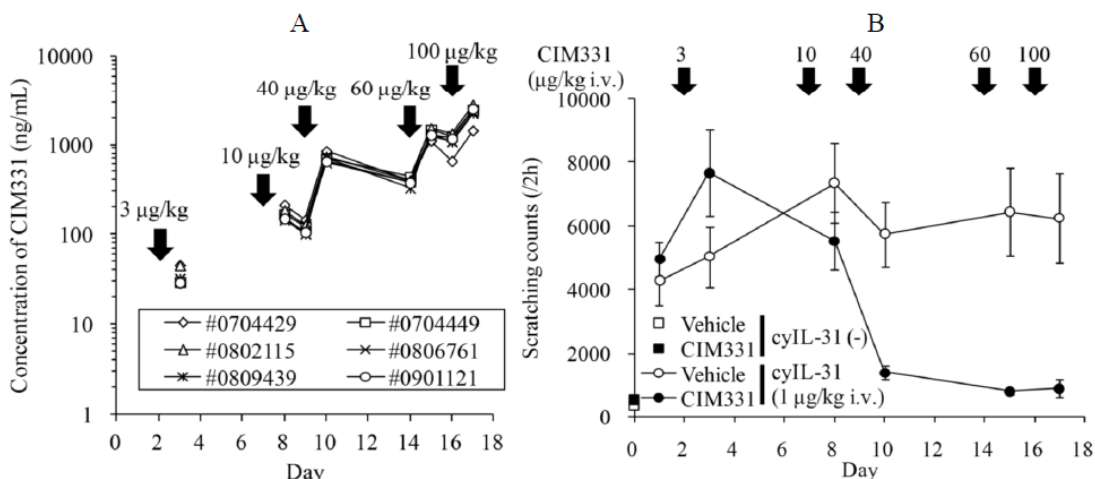 A
B
10000
1000
100
10
1
Concentration of CIM331 (ng/mL)
3 μg/kg
10 μg/kg
40 μg/kg
60 μg/kg
100 μg/kg
#0704429
#0704449
#0802115
#0806761
#0809439
#0901121
0 2 4 6 8 10 12 14 16 18
Day
CIM331
(μg/kg i.v.)
3 10 40 60 100
10000
8000
6000
4000
2000
0
Scratching counts (/2h)
Vehicle
CIM331
cyIL-31 (-)
Vehicle
CIM331
cyIL-31
(1 μg/kg i.v.)
0 2 4 6 8 10 12 14 16 18
Day